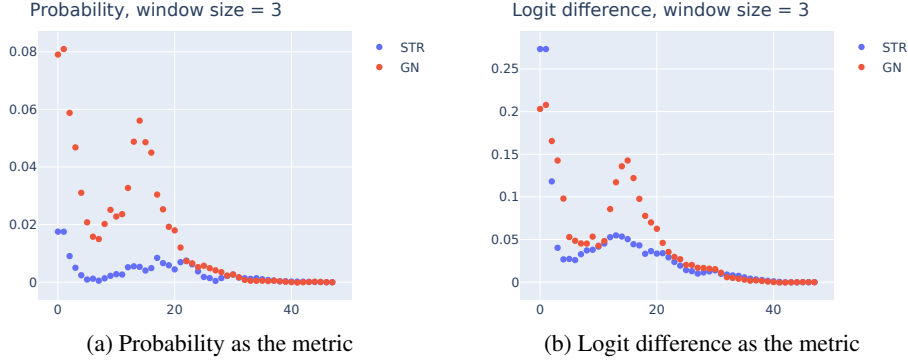 Probability, window size = 3
STR
GN
0.08
0.06
0.04
0.02
0
0
20
40
(a) Probability as the metric
Logit difference, window size = 3
STR
GN
0.25
0.2
0.15
0.1
0.05
0
0
20
40
(b) Logit difference as the metric